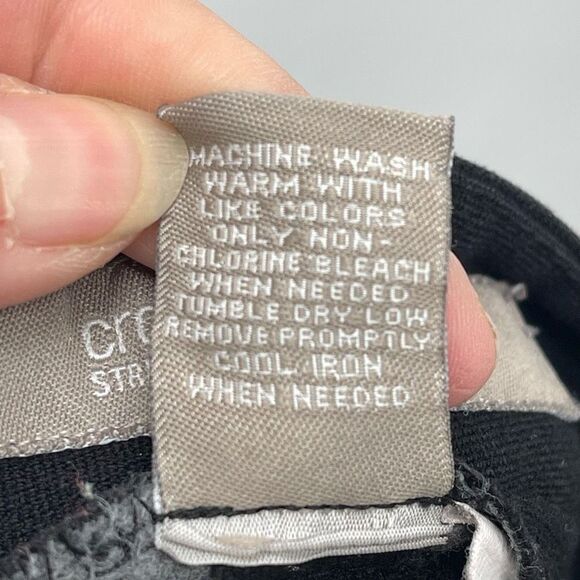 MACHINE WASH
WARM WITH
LIKE COLORS
ONLY NON-
CHLORINE BLEACH
WHEN NEEDED
TUMBLE DRY LOW
REMOVE PROMPTLY
COOL IRON
WHEN NEEDED